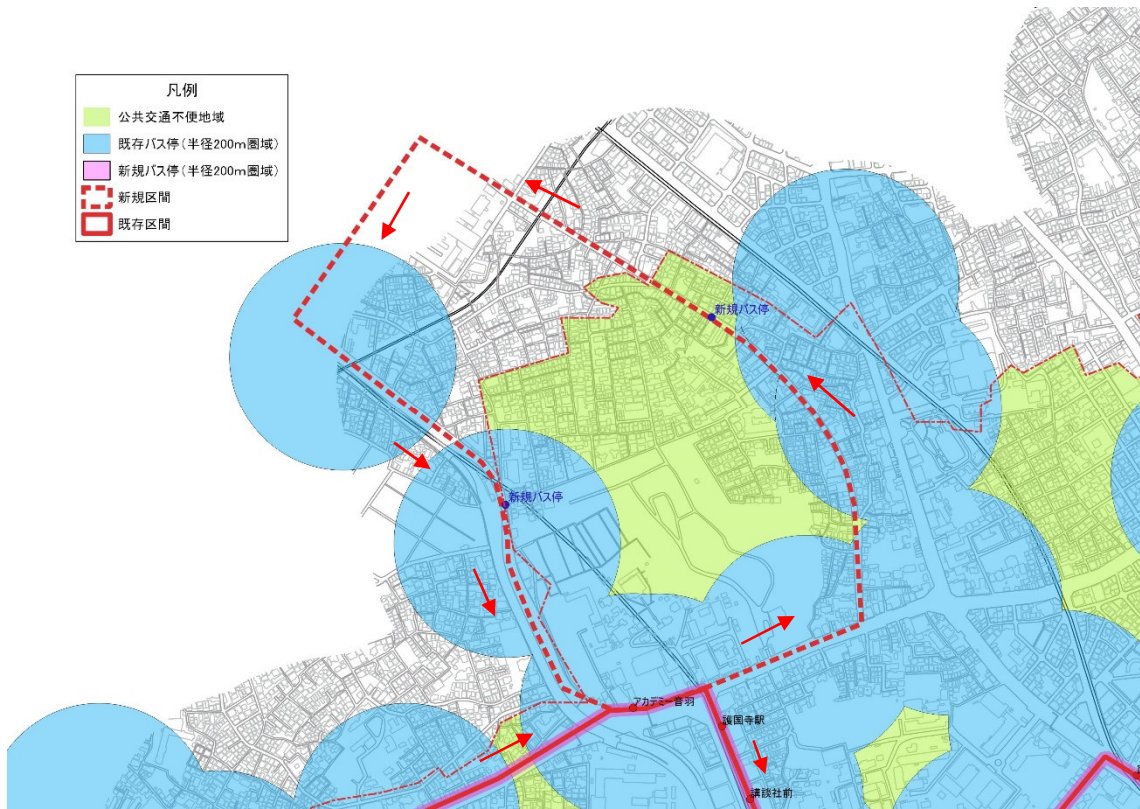 凡例
公共交通不便地域
既存バス停(半径200m圏域)
新規バス停(半径200m圏域)
新規区間
既存区間
新規バス停
新規バス停
アカデミー音羽
護国寺駅
講談社前